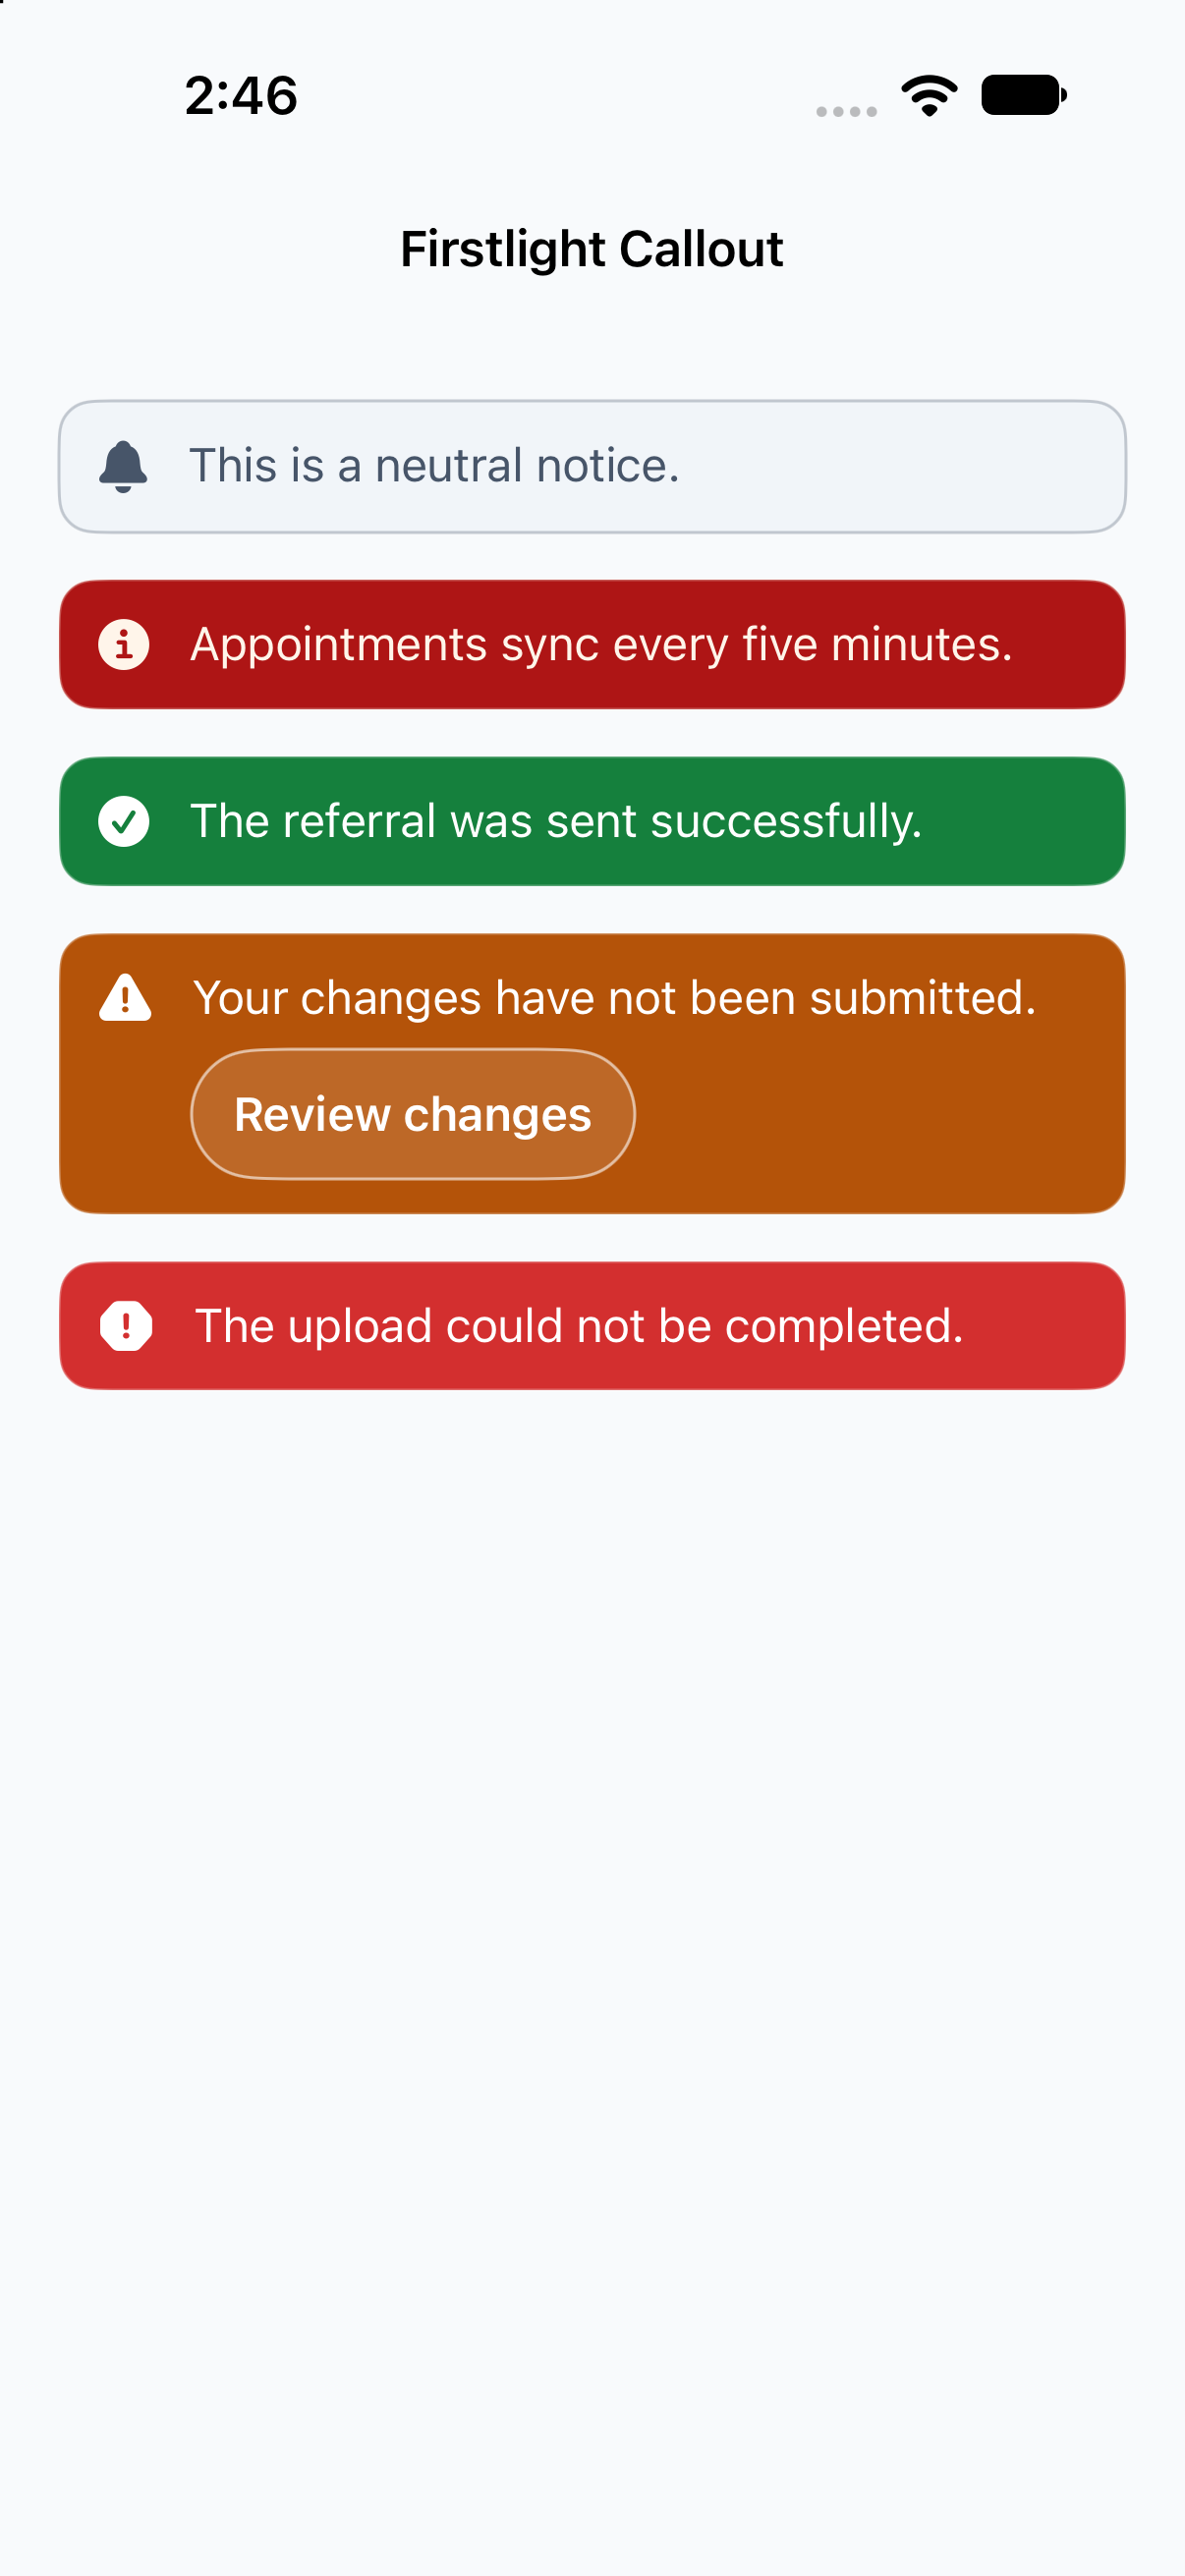 2:46
Firstlight Callout
This is a neutral notice.
Appointments sync every five minutes.
The referral was sent successfully.
Your changes have not been submitted.
Review changes
The upload could not be completed.